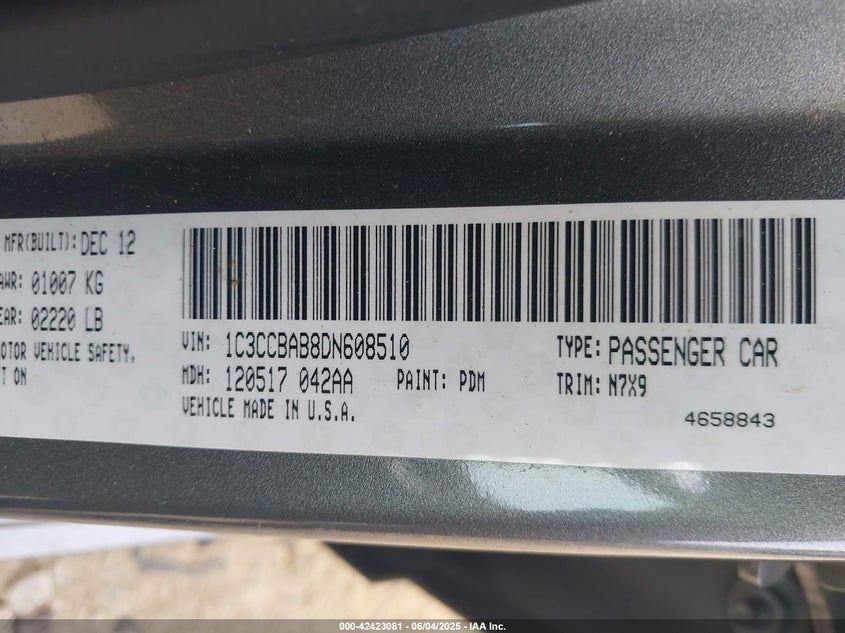 MFR(BUILT): DEC 12
AWR: 01007 KG
EAR: 02220 LB
OTOR VEHICLE SAFETY,
T ON
VIN: 1C3CCBAB8DN608510
TYPE: PASSENGER CAR
MDH: 120517 042AA
PAINT: PDM
TRIM: N7X9
VEHICLE MADE IN U.S.A.
4658843
000-42423081 - 06/04/2025 - IAA Inc.